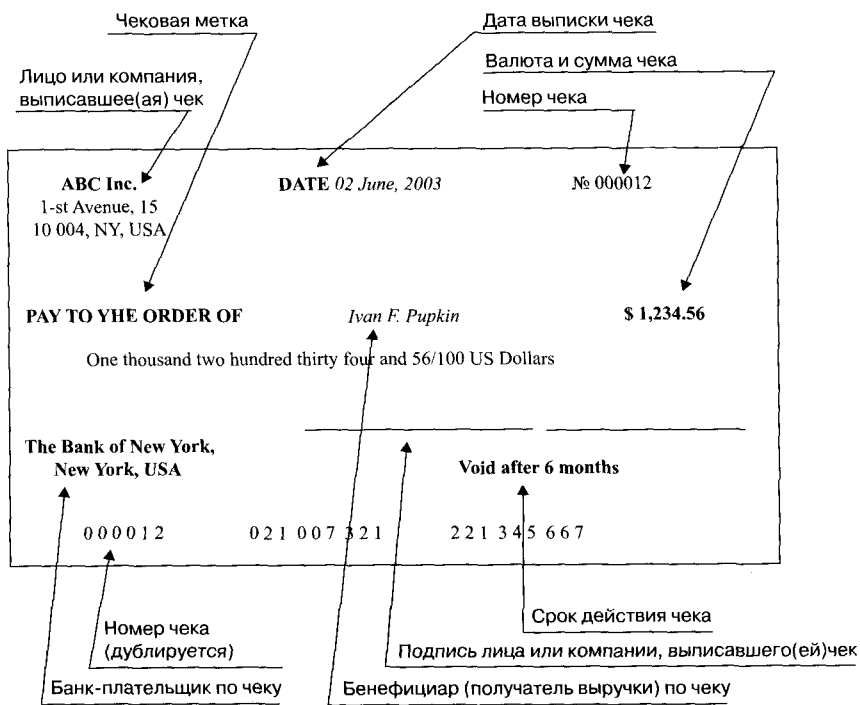 Чековая метка
Дата выписки чека
Валюта и сумма чека
Лицо или компания,
выписавшее(ая) чек
Номер чека
ABC Inc.
1-st Avenue, 15
10 004, NY, USA
DATE 02 June, 2003
№ 000012
PAY TO YHE ORDER OF
Ivan F. Pupkin
$ 1,234.56
One thousand two hundred thirty four and 56/100 US Dollars
The Bank of New York,
New York, USA
Void after 6 months
000012
021 007 321
221 345 667
Номер чека
(дублируется)
Срок действия чека
Подпись лица или компании, выписавшего(ей)чек
Банк-плательщик по чеку
Бенефициар (получатель выручки) по чеку